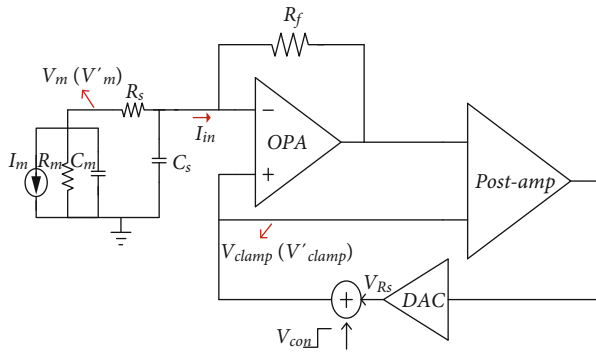 R_f
V_m (V'_m)
R_s
I_in
− OPA
I_m R_m C_m
C_s
+
Post-amp
V_clamp (V'_clamp)
V_Rs
+
DAC
V_con